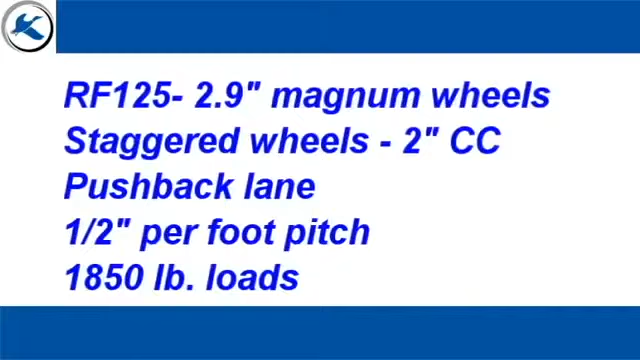 RF125- 2.9" magnum wheels
Staggered wheels - 2" CC
Pushback lane
1/2" per foot pitch
1850 lb. loads